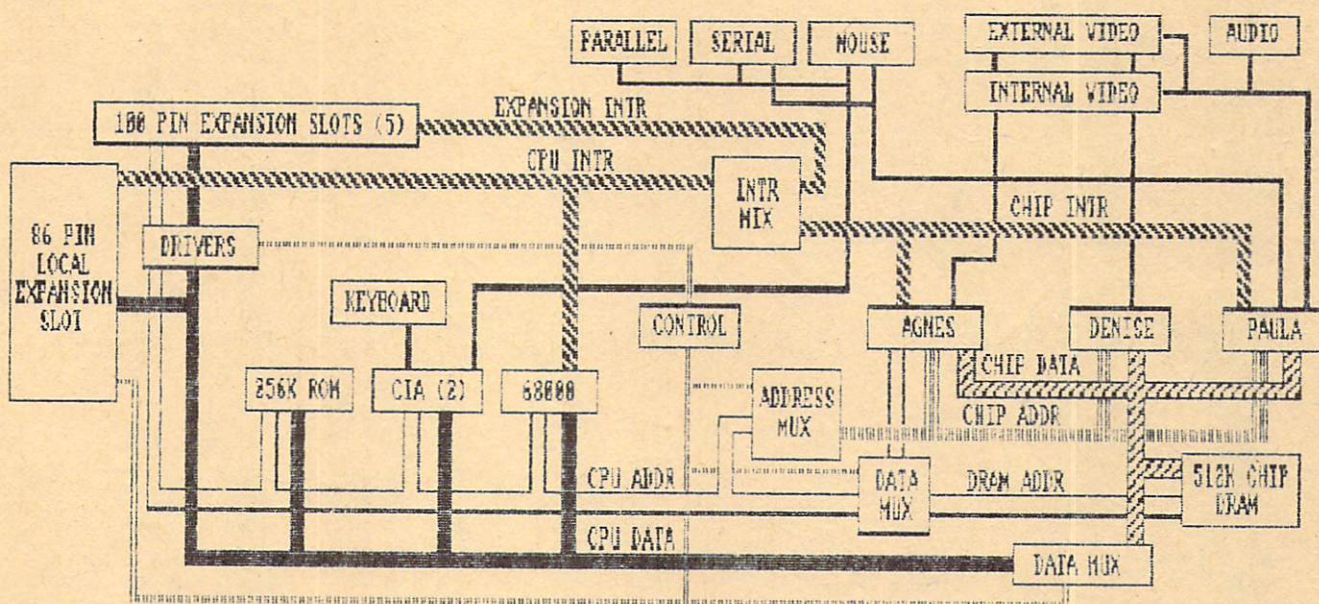 PARALLEL
SERIAL
MOUSE
EXTERNAL VIDEO
AUDIO
INTERNAL VIDEO
EXPANSION INTR
100 PIN EXPANSION SLOTS (5)
CPU INTR
INTR
MIX
CHIP INTR
86 PIN
LOCAL
EXPANSION
SLOT
DRIVERS
KEYBOARD
CONTROL
AGNES
DENISE
PAULA
CHIP DATA
256K ROM
CIA (2)
68000
ADDRESS
MUX
CHIP ADDR
CPU ADDR
DATA
MUX
DRAM ADDR
512K CHIP
DRAM
CPU DATA
DATA MUX